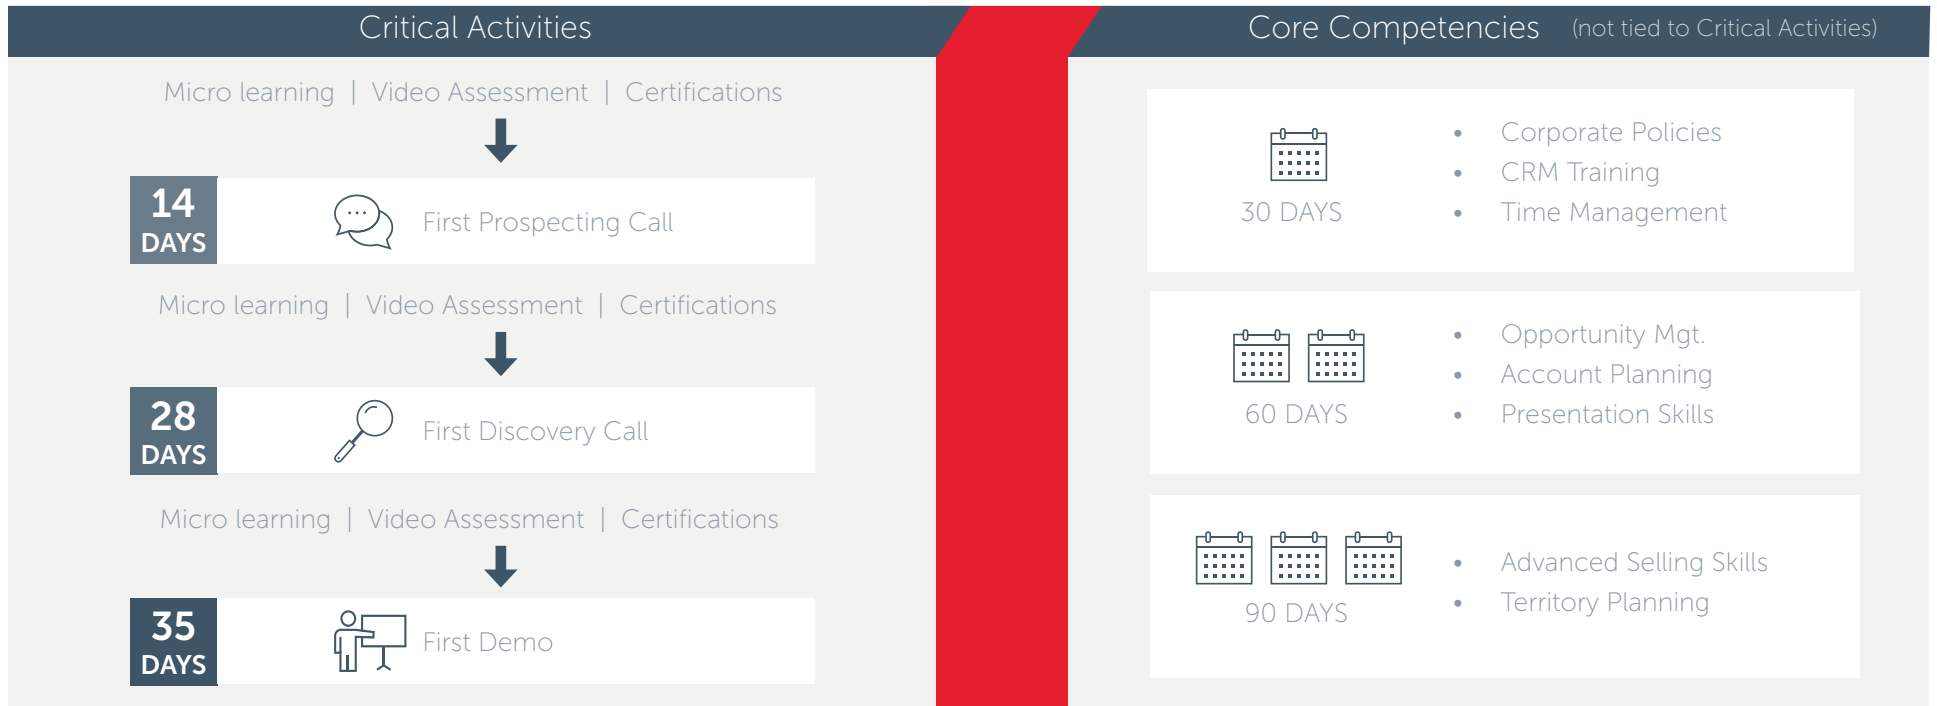 Critical Activities
Micro learning | Video Assessment | Certifications
14
DAYS
First Prospecting Call
Micro learning | Video Assessment | Certifications
28
DAYS
First Discovery Call
Micro learning | Video Assessment | Certifications
35
DAYS
First Demo
Core Competencies (not tied to Critical Activities)
30 DAYS
• Corporate Policies
• CRM Training
• Time Management
60 DAYS
• Opportunity Mgt.
• Account Planning
• Presentation Skills
90 DAYS
• Advanced Selling Skills
• Territory Planning